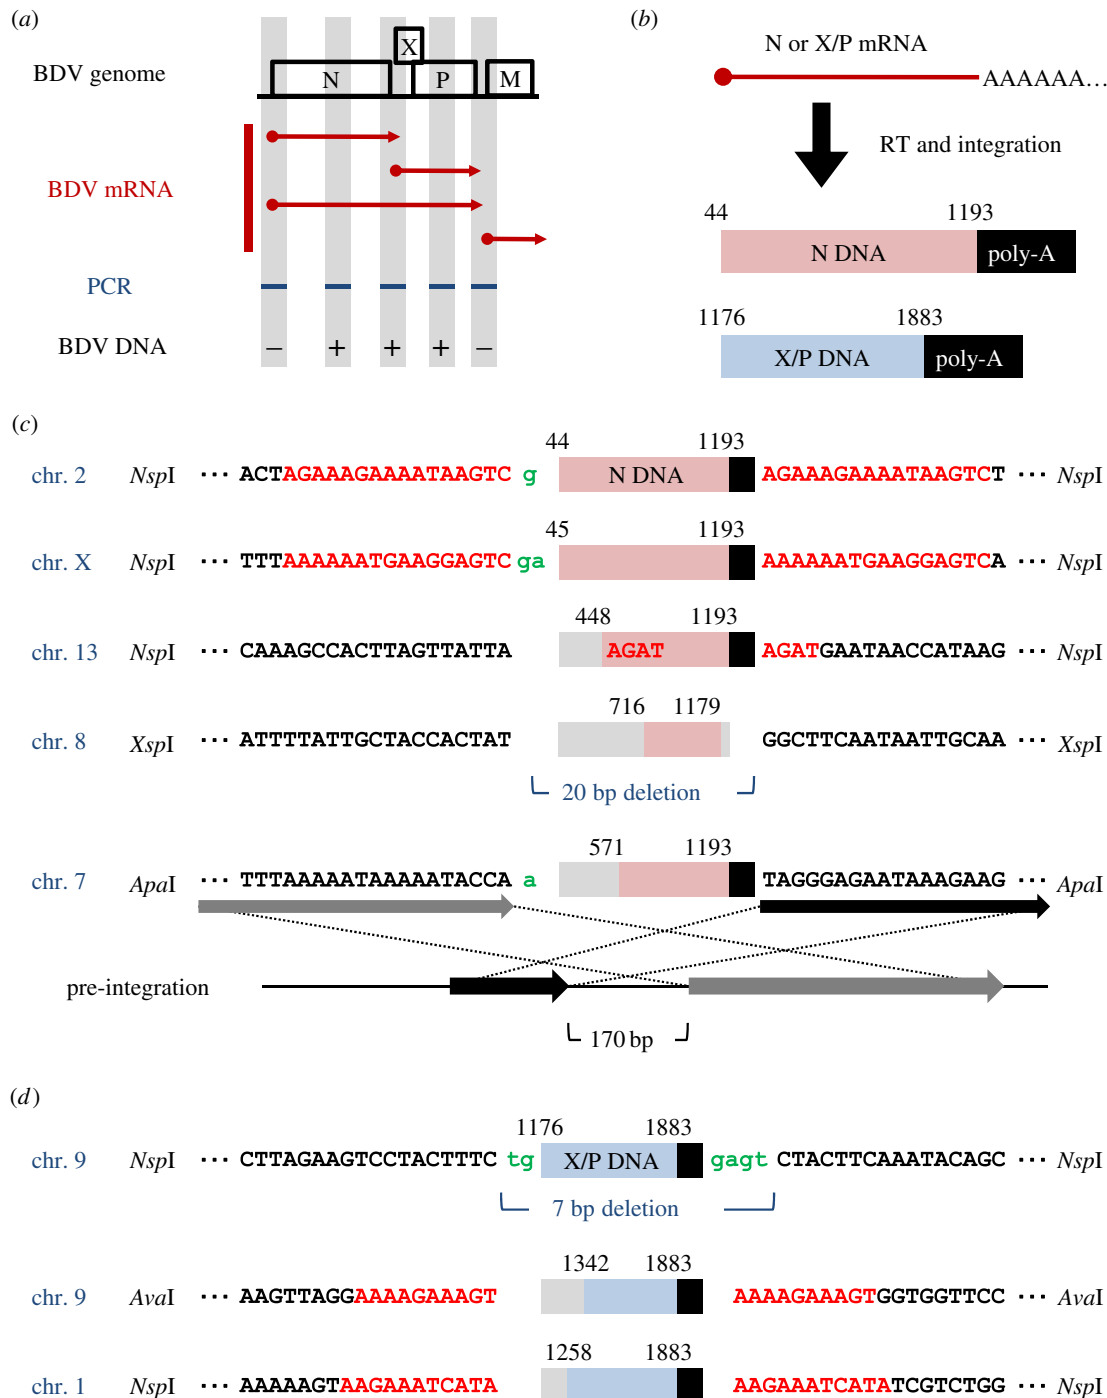 (a)
BDV genome
N
X
P
M
BDV mRNA
PCR
BDV DNA
− + + + −
(b)
N or X/P mRNA
AAAAAA...
RT and integration
44 1193
N DNA poly-A
1176 1883
X/P DNA poly-A
(c)
44 1193
chr. 2 NspI ··· ACTAGAAAGAAAATAAGTC g N DNA AGAAAGAAAATAAGTCT ··· NspI
45 1193
chr. X NspI ··· TTTAAAAAATGAAGGAGTC ga AAAAAATGAAGGAGTCA ··· NspI
448 1193
chr. 13 NspI ··· CAAAGCCACTTAGTTATTA AGAT AGATGAATAACCATAAG ··· NspI
716 1179
chr. 8 XspI ··· ATTTTATTGCTACCACTAT GGCTTCAATAATTGCAA ··· XspI
20 bp deletion
571 1193
chr. 7 ApaI ··· TTTAAAAATAAAAATACCA a TAGGGAGAATAAAGAAG ··· ApaI
pre-integration
170 bp
(d)
1176 1883
chr. 9 NspI ··· CTTAGAAGTCCTACTTTC tg X/P DNA gagt CTACTTCAAATACAGC ··· NspI
7 bp deletion
1342 1883
chr. 9 AvaI ··· AAGTTAGGAAAAGAAAGT AAAAGAAAGTGGTGGTTCC ··· AvaI
1258 1883
chr. 1 NspI ··· AAAAAGTAAGAAATCATA AAGAAATCATATCGTCTGG ··· NspI